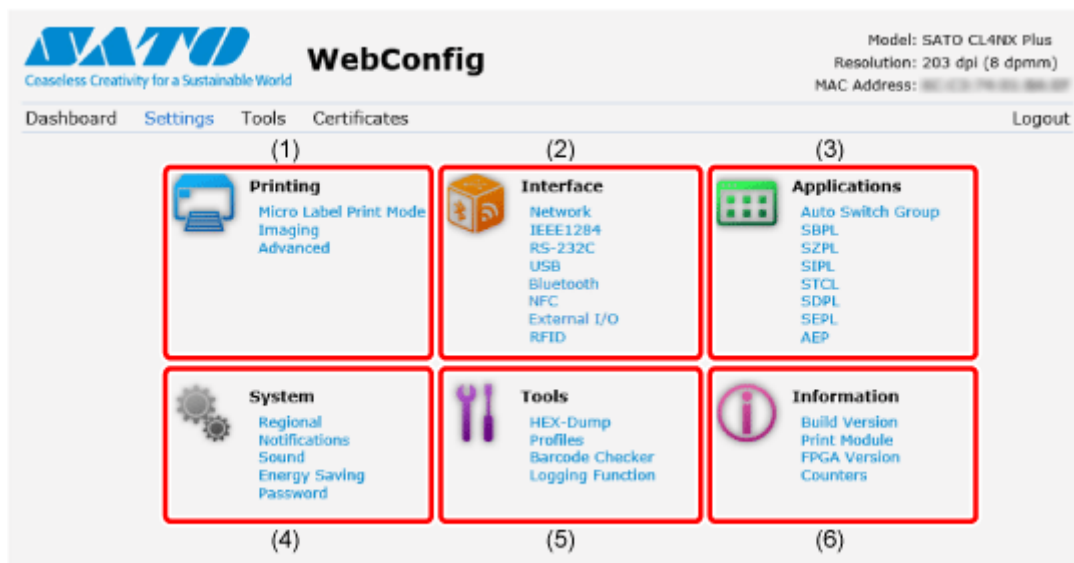 SATO
Ceaseless Creativity for a Sustainable World
WebConfig
Model: SATO CL4NX Plus
Resolution: 203 dpi (8 dpmm)
MAC Address:
Dashboard Settings Tools Certificates Logout
(1) (2) (3)
Printing
Micro Label Print Mode
Imaging
Advanced
Interface
Network
IEEE1284
RS-232C
USB
Bluetooth
NFC
External I/O
RFID
Applications
Auto Switch Group
SBPL
SZPL
SIPL
STCL
SDPL
SEPL
AEP
System
Regional
Notifications
Sound
Energy Saving
Password
Tools
HEX-Dump
Profiles
Barcode Checker
Logging Function
Information
Build Version
Print Module
FPGA Version
Counters
(4) (5) (6)